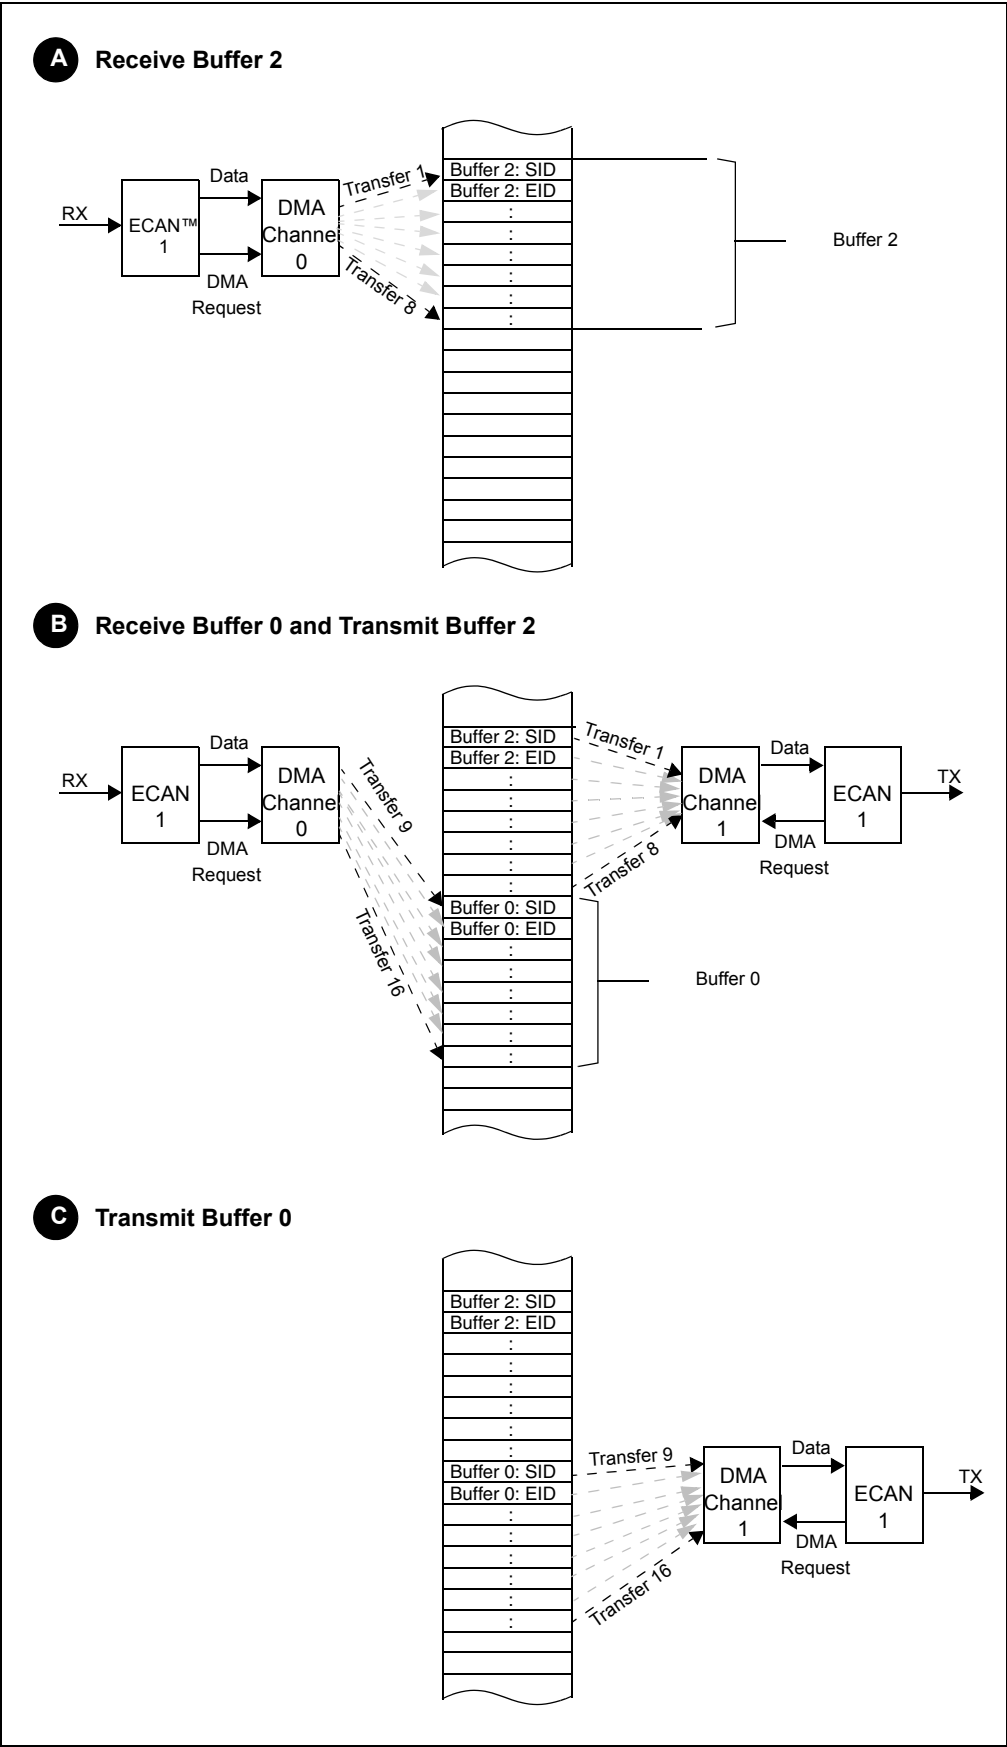 A Receive Buffer 2
RX
ECAN™
1
Data
DMA
Request
DMA
Channel
0
Transfer 1
Transfer 8
Buffer 2: SID
Buffer 2: EID
Buffer 2
B Receive Buffer 0 and Transmit Buffer 2
RX
ECAN
1
Data
DMA
Request
DMA
Channel
0
Transfer 9
Transfer 16
Buffer 2: SID
Buffer 2: EID
Buffer 0: SID
Buffer 0: EID
Buffer 0
Transfer 1
Transfer 8
DMA
Channel
1
Data
DMA
Request
ECAN
1
TX
C Transmit Buffer 0
Buffer 2: SID
Buffer 2: EID
Buffer 0: SID
Buffer 0: EID
Transfer 9
Transfer 16
DMA
Channel
1
Data
DMA
Request
ECAN
1
TX